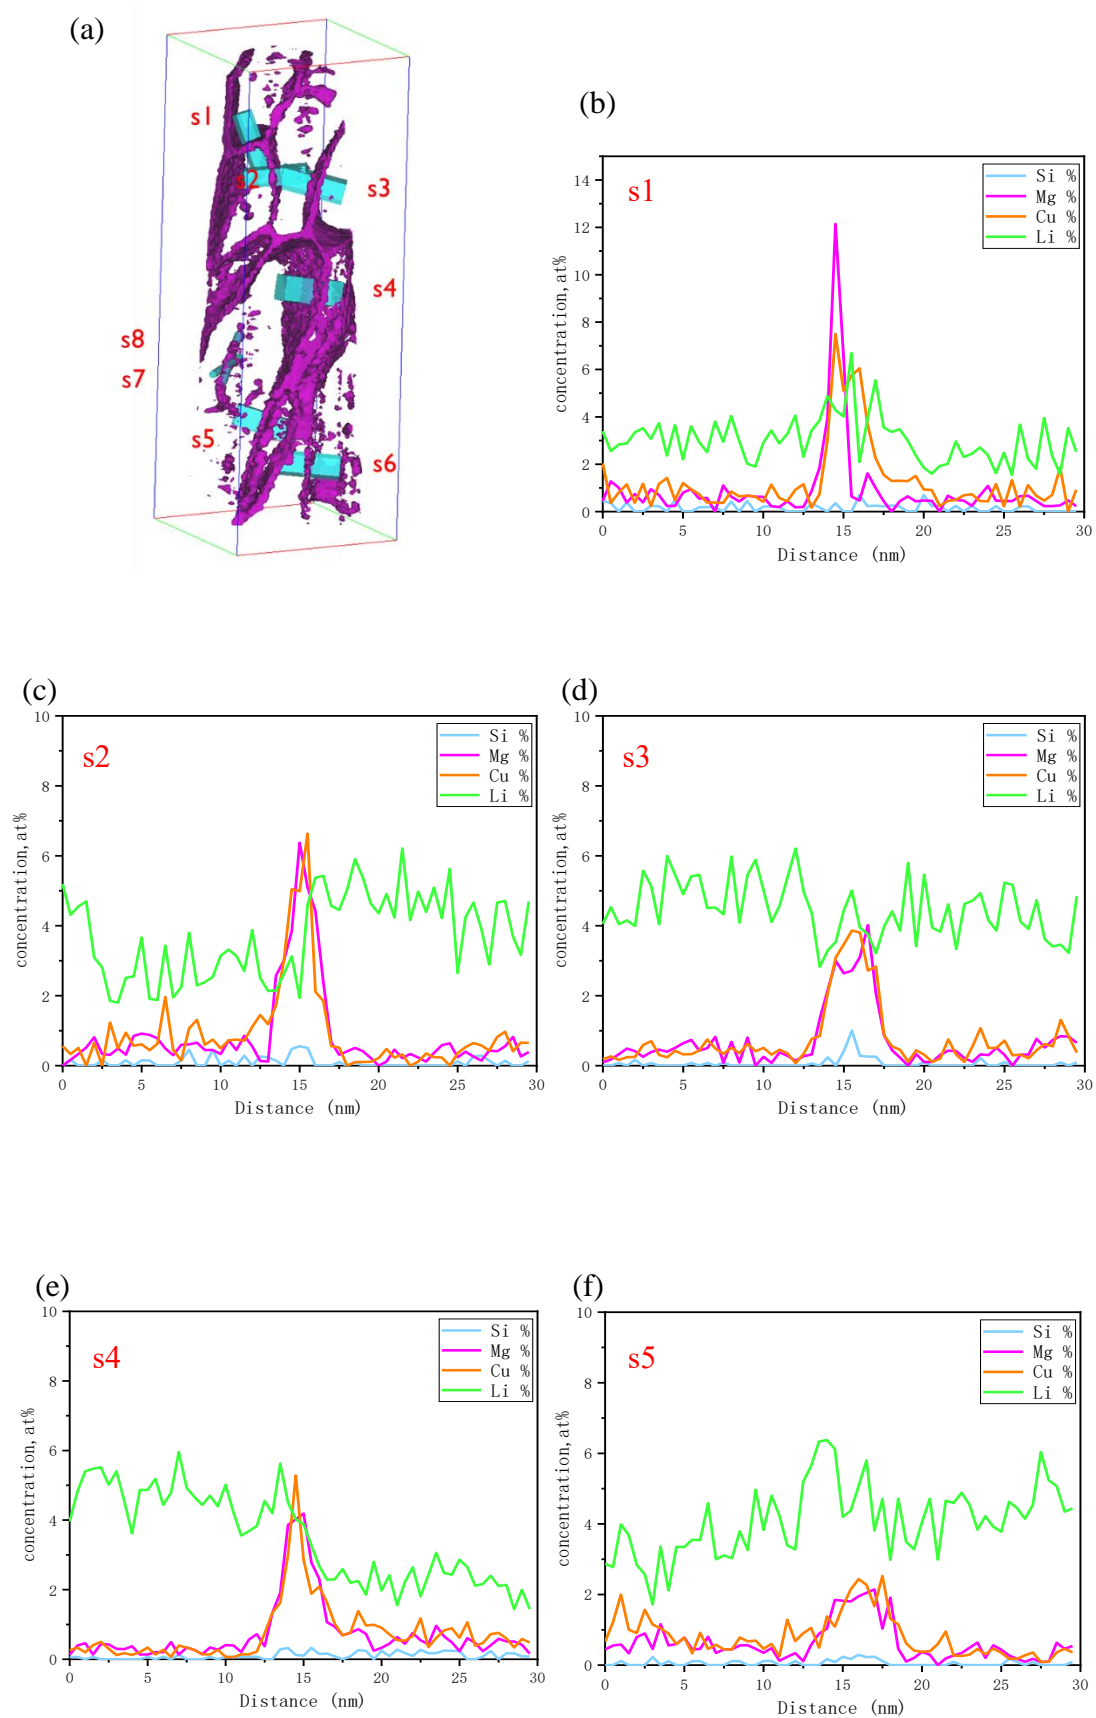 (a)
s1
s2
s3
s4
s8
s7
s5
s6
(b)
s1
Si %
Mg %
Cu %
Li %
concentration, at%
14
12
10
8
6
4
2
0
0 5 10 15 20 25 30
Distance (nm)
(c)
s2
Si %
Mg %
Cu %
Li %
concentration, at%
10
8
6
4
2
0
0 5 10 15 20 25 30
Distance (nm)
(d)
s3
Si %
Mg %
Cu %
Li %
concentration, at%
10
8
6
4
2
0
0 5 10 15 20 25 30
Distance (nm)
(e)
s4
Si %
Mg %
Cu %
Li %
concentration, at%
10
8
6
4
2
0
0 5 10 15 20 25 30
Distance (nm)
(f)
s5
Si %
Mg %
Cu %
Li %
concentration, at%
10
8
6
4
2
0
0 5 10 15 20 25 30
Distance (nm)